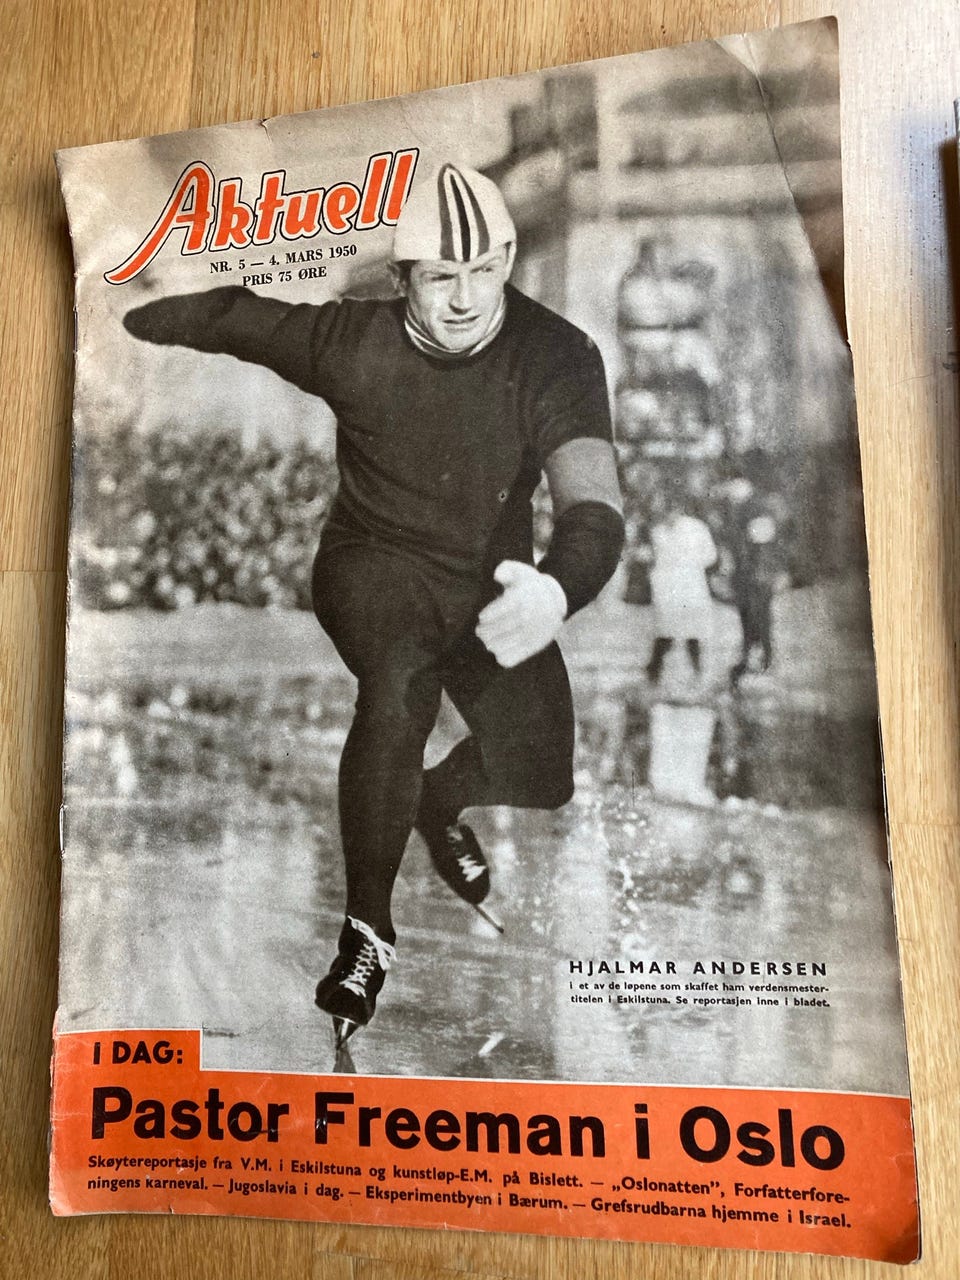 Aktuell
NR. 5 — 4. MARS 1950
PRIS 75 ØRE
HJALMAR ANDERSEN
i et av de løpene som skaffet ham verdensmester-
titelen i Eskilstuna. Se reportasjen inne i bladet.
I DAG:
Pastor Freeman i Oslo
Skøytereportasje fra V.M. i Eskilstuna og kunstløp-E.M. på Bislett. — „Oslonatten", Forfatterfore-
ningens karneval. — Jugoslavia i dag. — Eksperimentbyen i Bærum. — Grefsrudbarna hjemme i Israel.